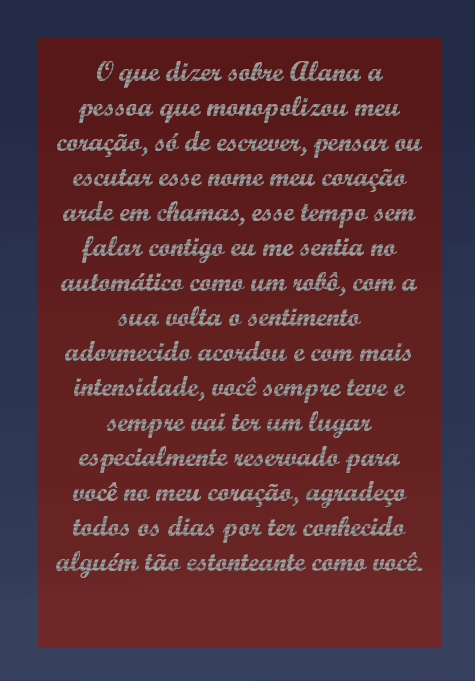 O que dizer sobre Alana a
pessoa que monopolizou meu
coração, só de escrever, pensar ou
escutar esse nome meu coração
arde em chamas, esse tempo sem
falar contigo eu me sentia no
automático como um robô, com a
sua volta o sentimento
adormecido acordou e com mais
intensidade, você sempre teve e
sempre vai ter um lugar
especialmente reservado para
você no meu coração, agradeço
todos os dias por ter conhecido
alguém tão estonteante como você.